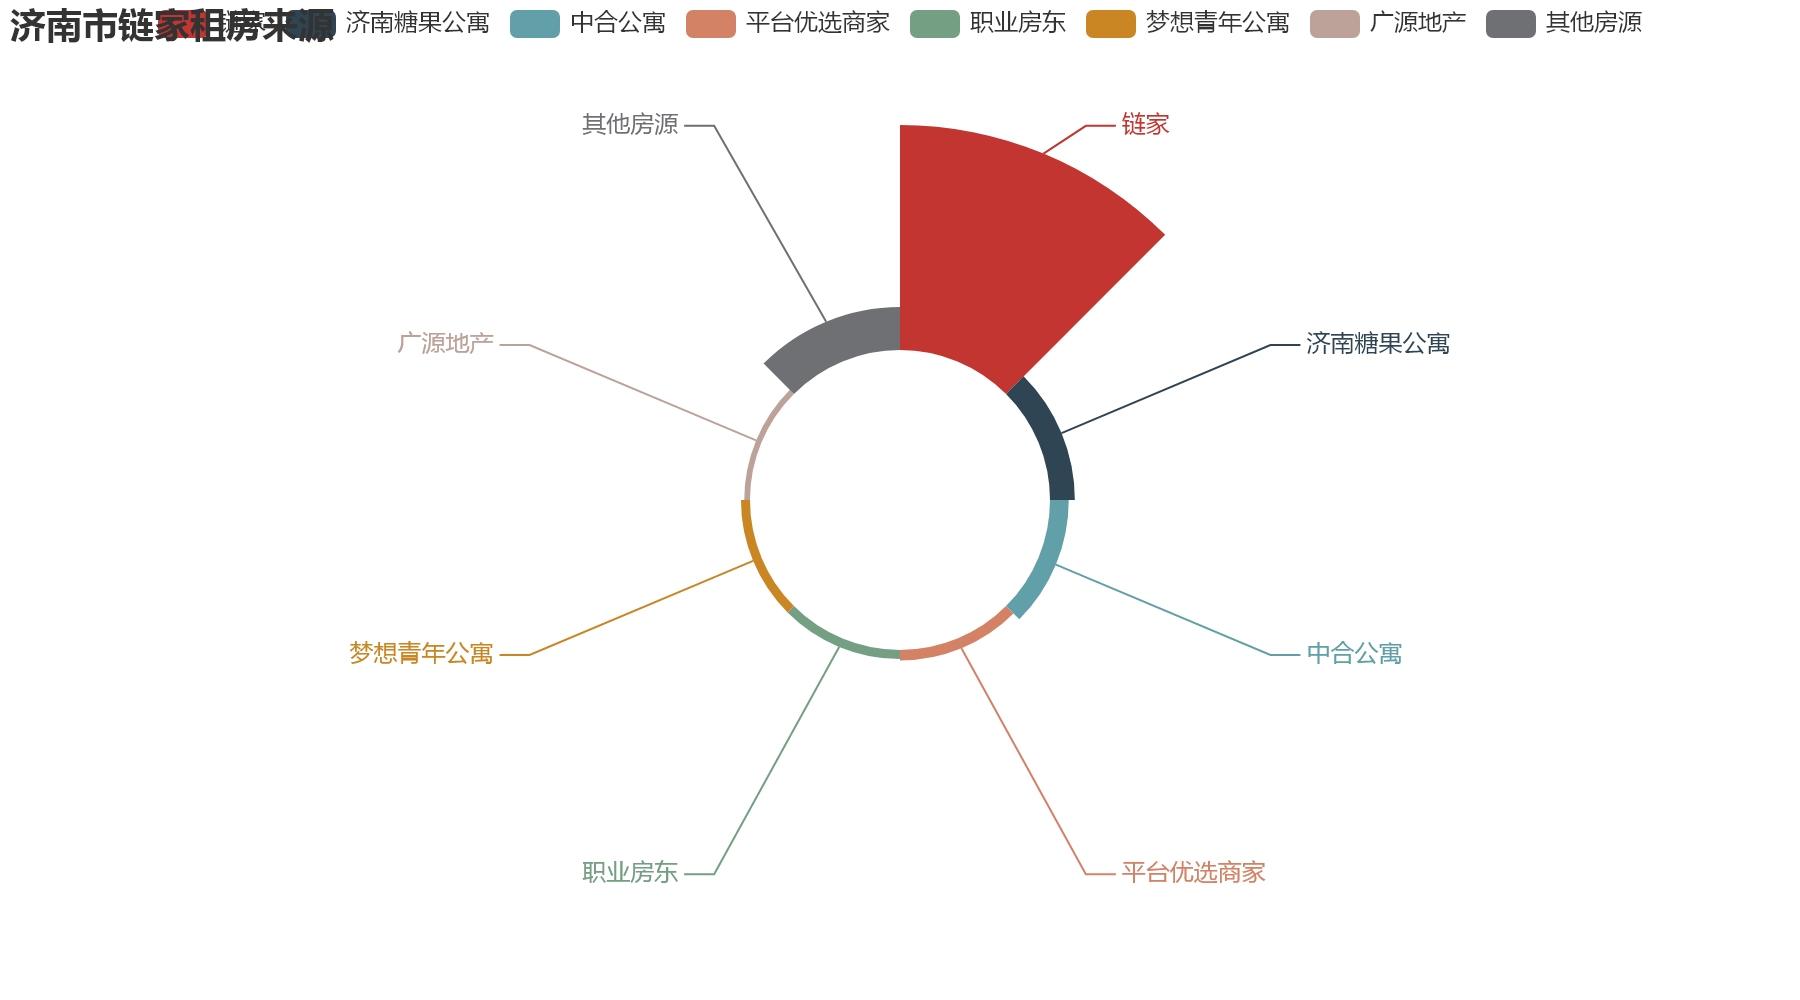 济南市链家租房来源
链家
济南糖果公寓
中合公寓
平台优选商家
职业房东
梦想青年公寓
广源地产
其他房源
其他房源
链家
广源地产
济南糖果公寓
梦想青年公寓
中合公寓
职业房东
平台优选商家